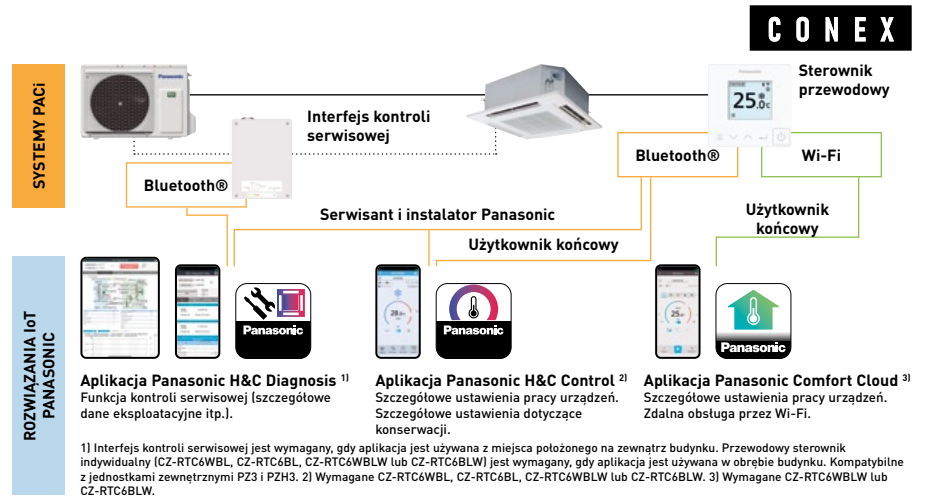 CONEX
SYSTEMY PACi
Panasonic
Interfejs kontroli
serwisowej
Sterownik
przewodowy
Panasonic
25.0°C
Bluetooth®
Bluetooth®
Wi-Fi
Serwisant i instalator Panasonic
Użytkownik końcowy
Użytkownik
końcowy
ROZWIĄZANIA IoT
PANASONIC
Panasonic
28.0
Panasonic
25
Panasonic
Aplikacja Panasonic H&C Diagnosis 1)
Funkcja kontroli serwisowej (szczegółowe
dane eksploatacyjne itp.).
Aplikacja Panasonic H&C Control 2)
Szczegółowe ustawienia pracy urządzeń.
Szczegółowe ustawienia dotyczące
konserwacji.
Aplikacja Panasonic Comfort Cloud 3)
Szczegółowe ustawienia pracy urządzeń.
Zdalna obsługa przez Wi-Fi.
1) Interfejs kontroli serwisowej jest wymagany, gdy aplikacja jest używana z miejsca położonego na zewnątrz budynku. Przewodowy sterownik
indywidualny (CZ-RTC6WBL, CZ-RTC6BL, CZ-RTC6WBLW lub CZ-RTC6BLW) jest wymagany, gdy aplikacja jest używana w obrębie budynku. Kompatybilne
z jednostkami zewnętrznymi PZ3 i PZH3. 2) Wymagane CZ-RTC6WBL, CZ-RTC6BL, CZ-RTC6WBLW lub CZ-RTC6BLW. 3) Wymagane CZ-RTC6WBLW lub
CZ-RTC6BLW.